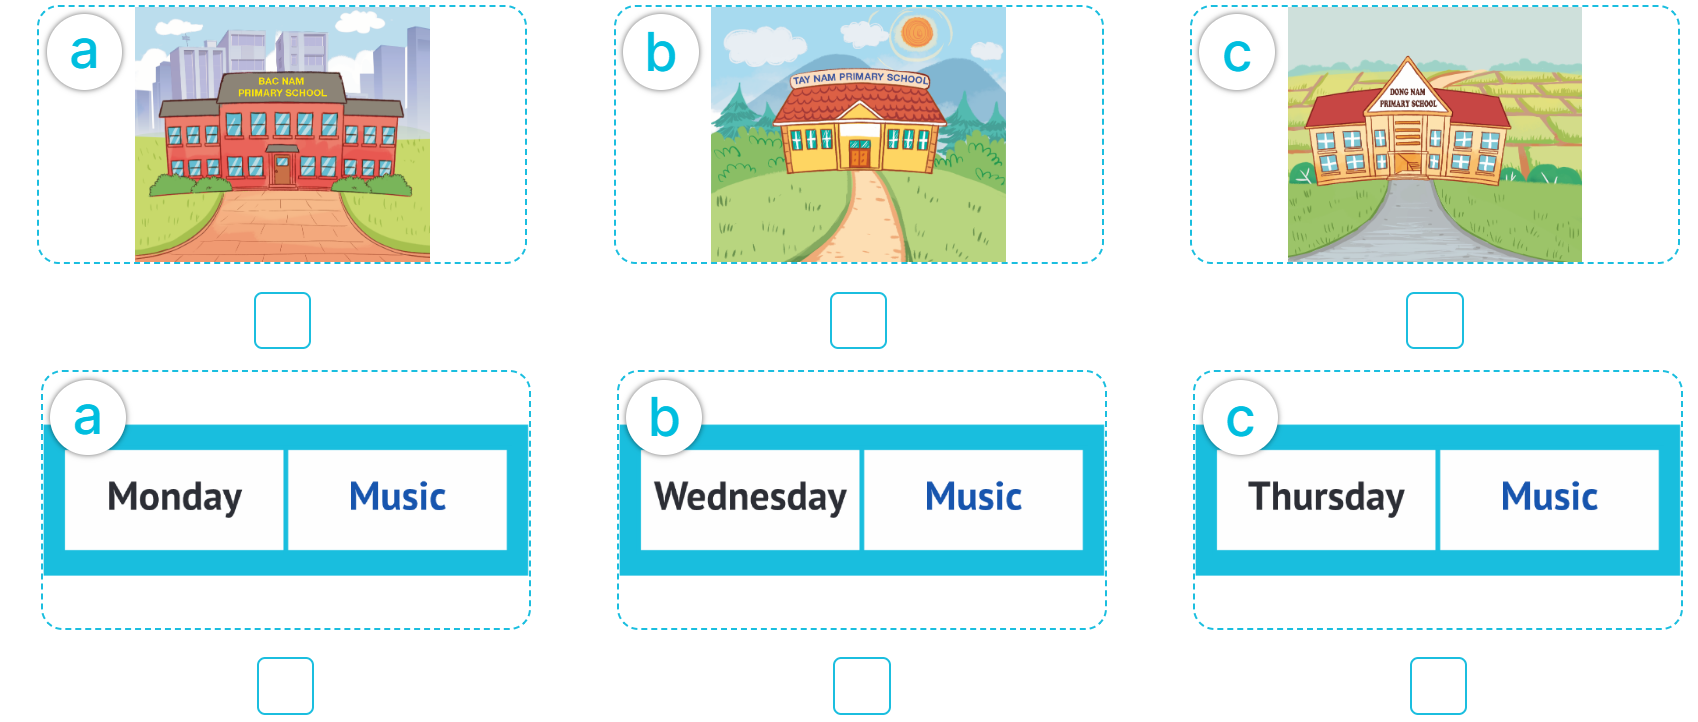 a
BAC NAM
PRIMARY SCHOOL
b
TAY NAM PRIMARY SCHOOL
c
DONG NAM
PRIMARY SCHOOL
a
Monday Music
b
Wednesday Music
c
Thursday Music